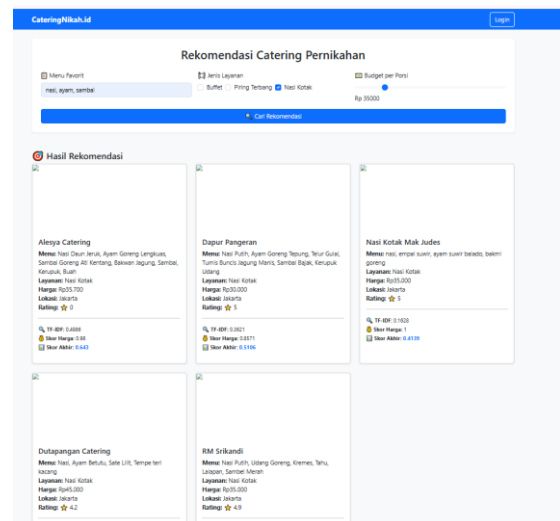 CateringNikah.id
Login
Rekomendasi Catering Pernikahan
Menu Favorit
nasi, ayam, sambal
Jenis Layanan
Buffet Piring Terbang Nasi Kotak
Budget per Porsi
Rp 35000
Cari Rekomendasi
Hasil Rekomendasi
Alesya Catering
Menu: Nasi Daun Jeruk, Ayam Goreng Lengkuas,
Sambal Goreng Ati Kentang, Bakwan Jagung, Sambal,
Kerupuk, Buah
Layanan: Nasi Kotak
Harga: Rp35.700
Lokasi: Jakarta
Rating: 0
TF-IDF: 0.4886
Skor Harga: 0.98
Skor Akhir: 0.643
Dapur Pangeran
Menu: Nasi Putih, Ayam Goreng Tepung, Telur Gulai,
Tumis Buncis Jagung Manis, Sambal Bajak, Kerupuk
Udang
Layanan: Nasi Kotak
Harga: Rp30.000
Lokasi: Jakarta
Rating: 5
TF-IDF: 0.3621
Skor Harga: 0.8571
Skor Akhir: 0.5106
Nasi Kotak Mak Judes
Menu: nasi, empal suwir, ayam suwir balado, bakmi
goreng
Layanan: Nasi Kotak
Harga: Rp35.000
Lokasi: Jakarta
Rating: 5
TF-IDF: 0.1628
Skor Harga: 1
Skor Akhir: 0.4139
Dutapangan Catering
Menu: Nasi, Ayam Betutu, Sate Lilit, Tempe teri
kacang
Layanan: Nasi Kotak
Harga: Rp45.000
Lokasi: Jakarta
Rating: 4.2
RM Srikandi
Menu: Nasi Putih, Udang Goreng, Kremes, Tahu,
Lalapan, Sambel Merah
Layanan: Nasi Kotak
Harga: Rp35.000
Lokasi: Jakarta
Rating: 4.9